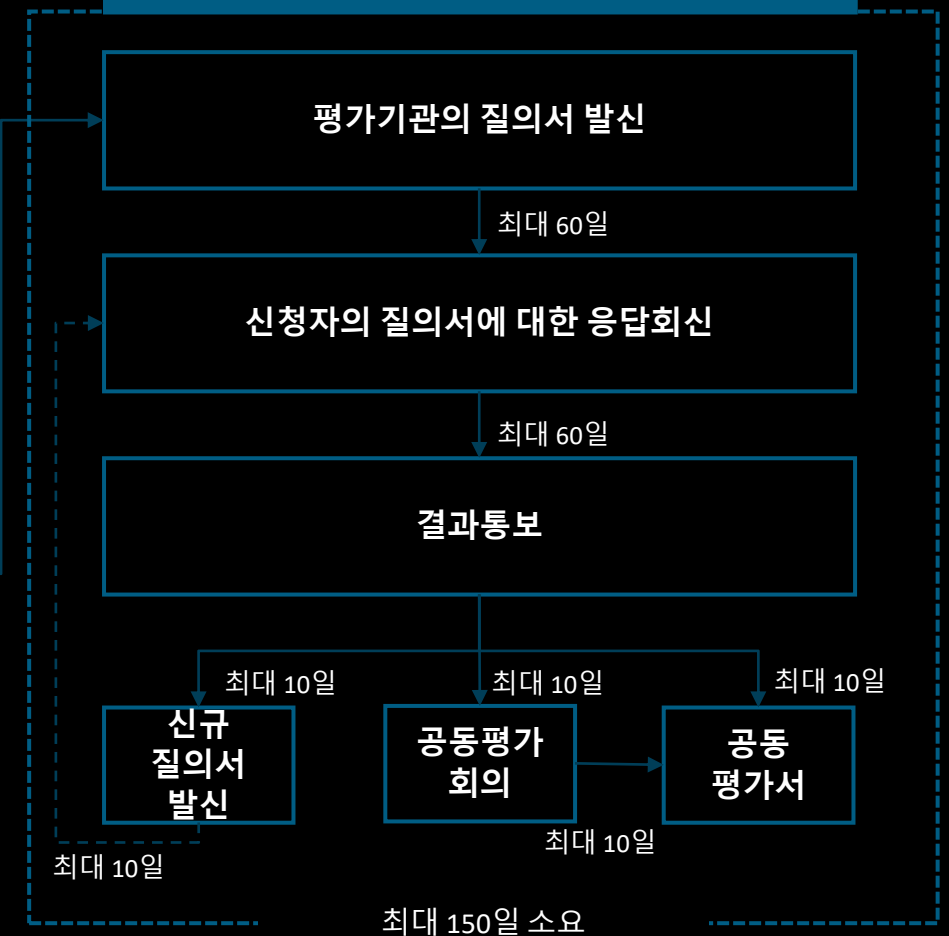 평가기관의 질의서 발신
최대 60일
신청자의 질의서에 대한 응답회신
최대 60일
결과통보
최대 10일
최대 10일
최대 10일
신규
질의서
발신
공동평가
회의
공동
평가서
최대 10일
최대 10일
최대 150일 소요